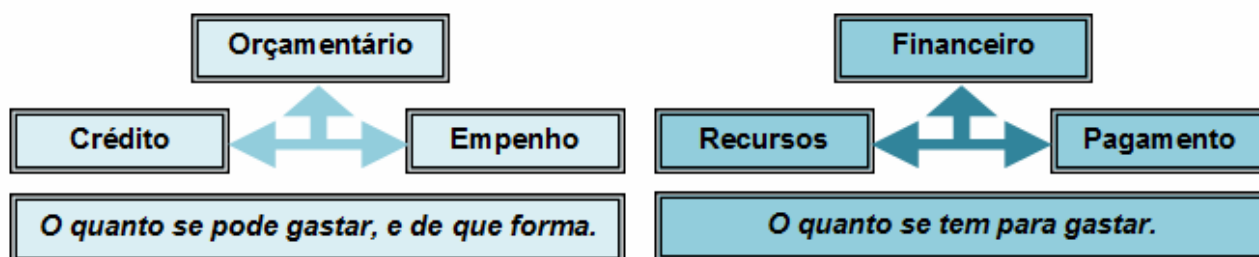 Orçamentário
Crédito
Empenho
O quanto se pode gastar, e de que forma.
Financeiro
Recursos
Pagamento
O quanto se tem para gastar.